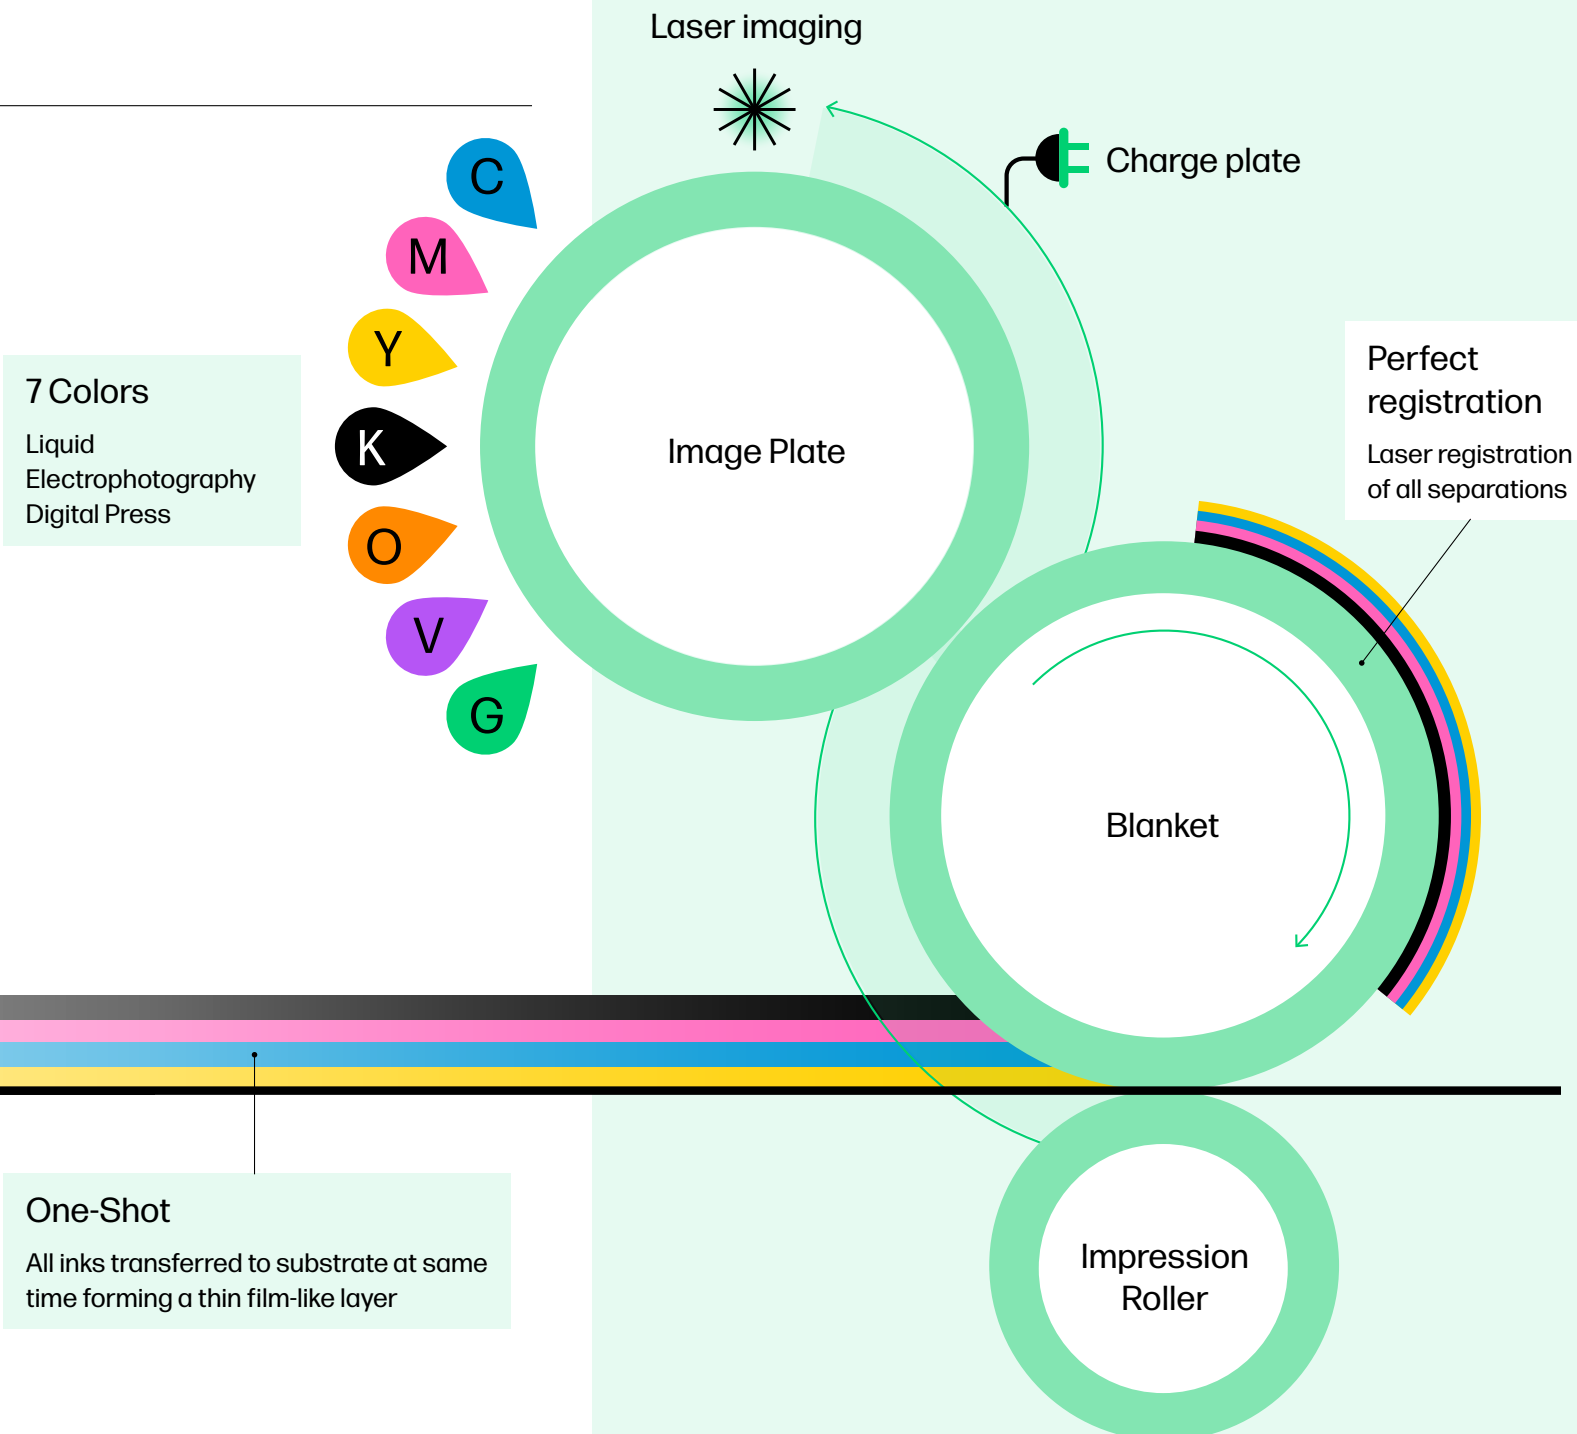 Laser imaging
Charge plate
C
M
Y
K
O
V
G
7 Colors
Liquid
Electrophotography
Digital Press
Image Plate
Perfect
registration
Laser registration
of all separations
Blanket
One-Shot
All inks transferred to substrate at same
time forming a thin film-like layer
Impression
Roller